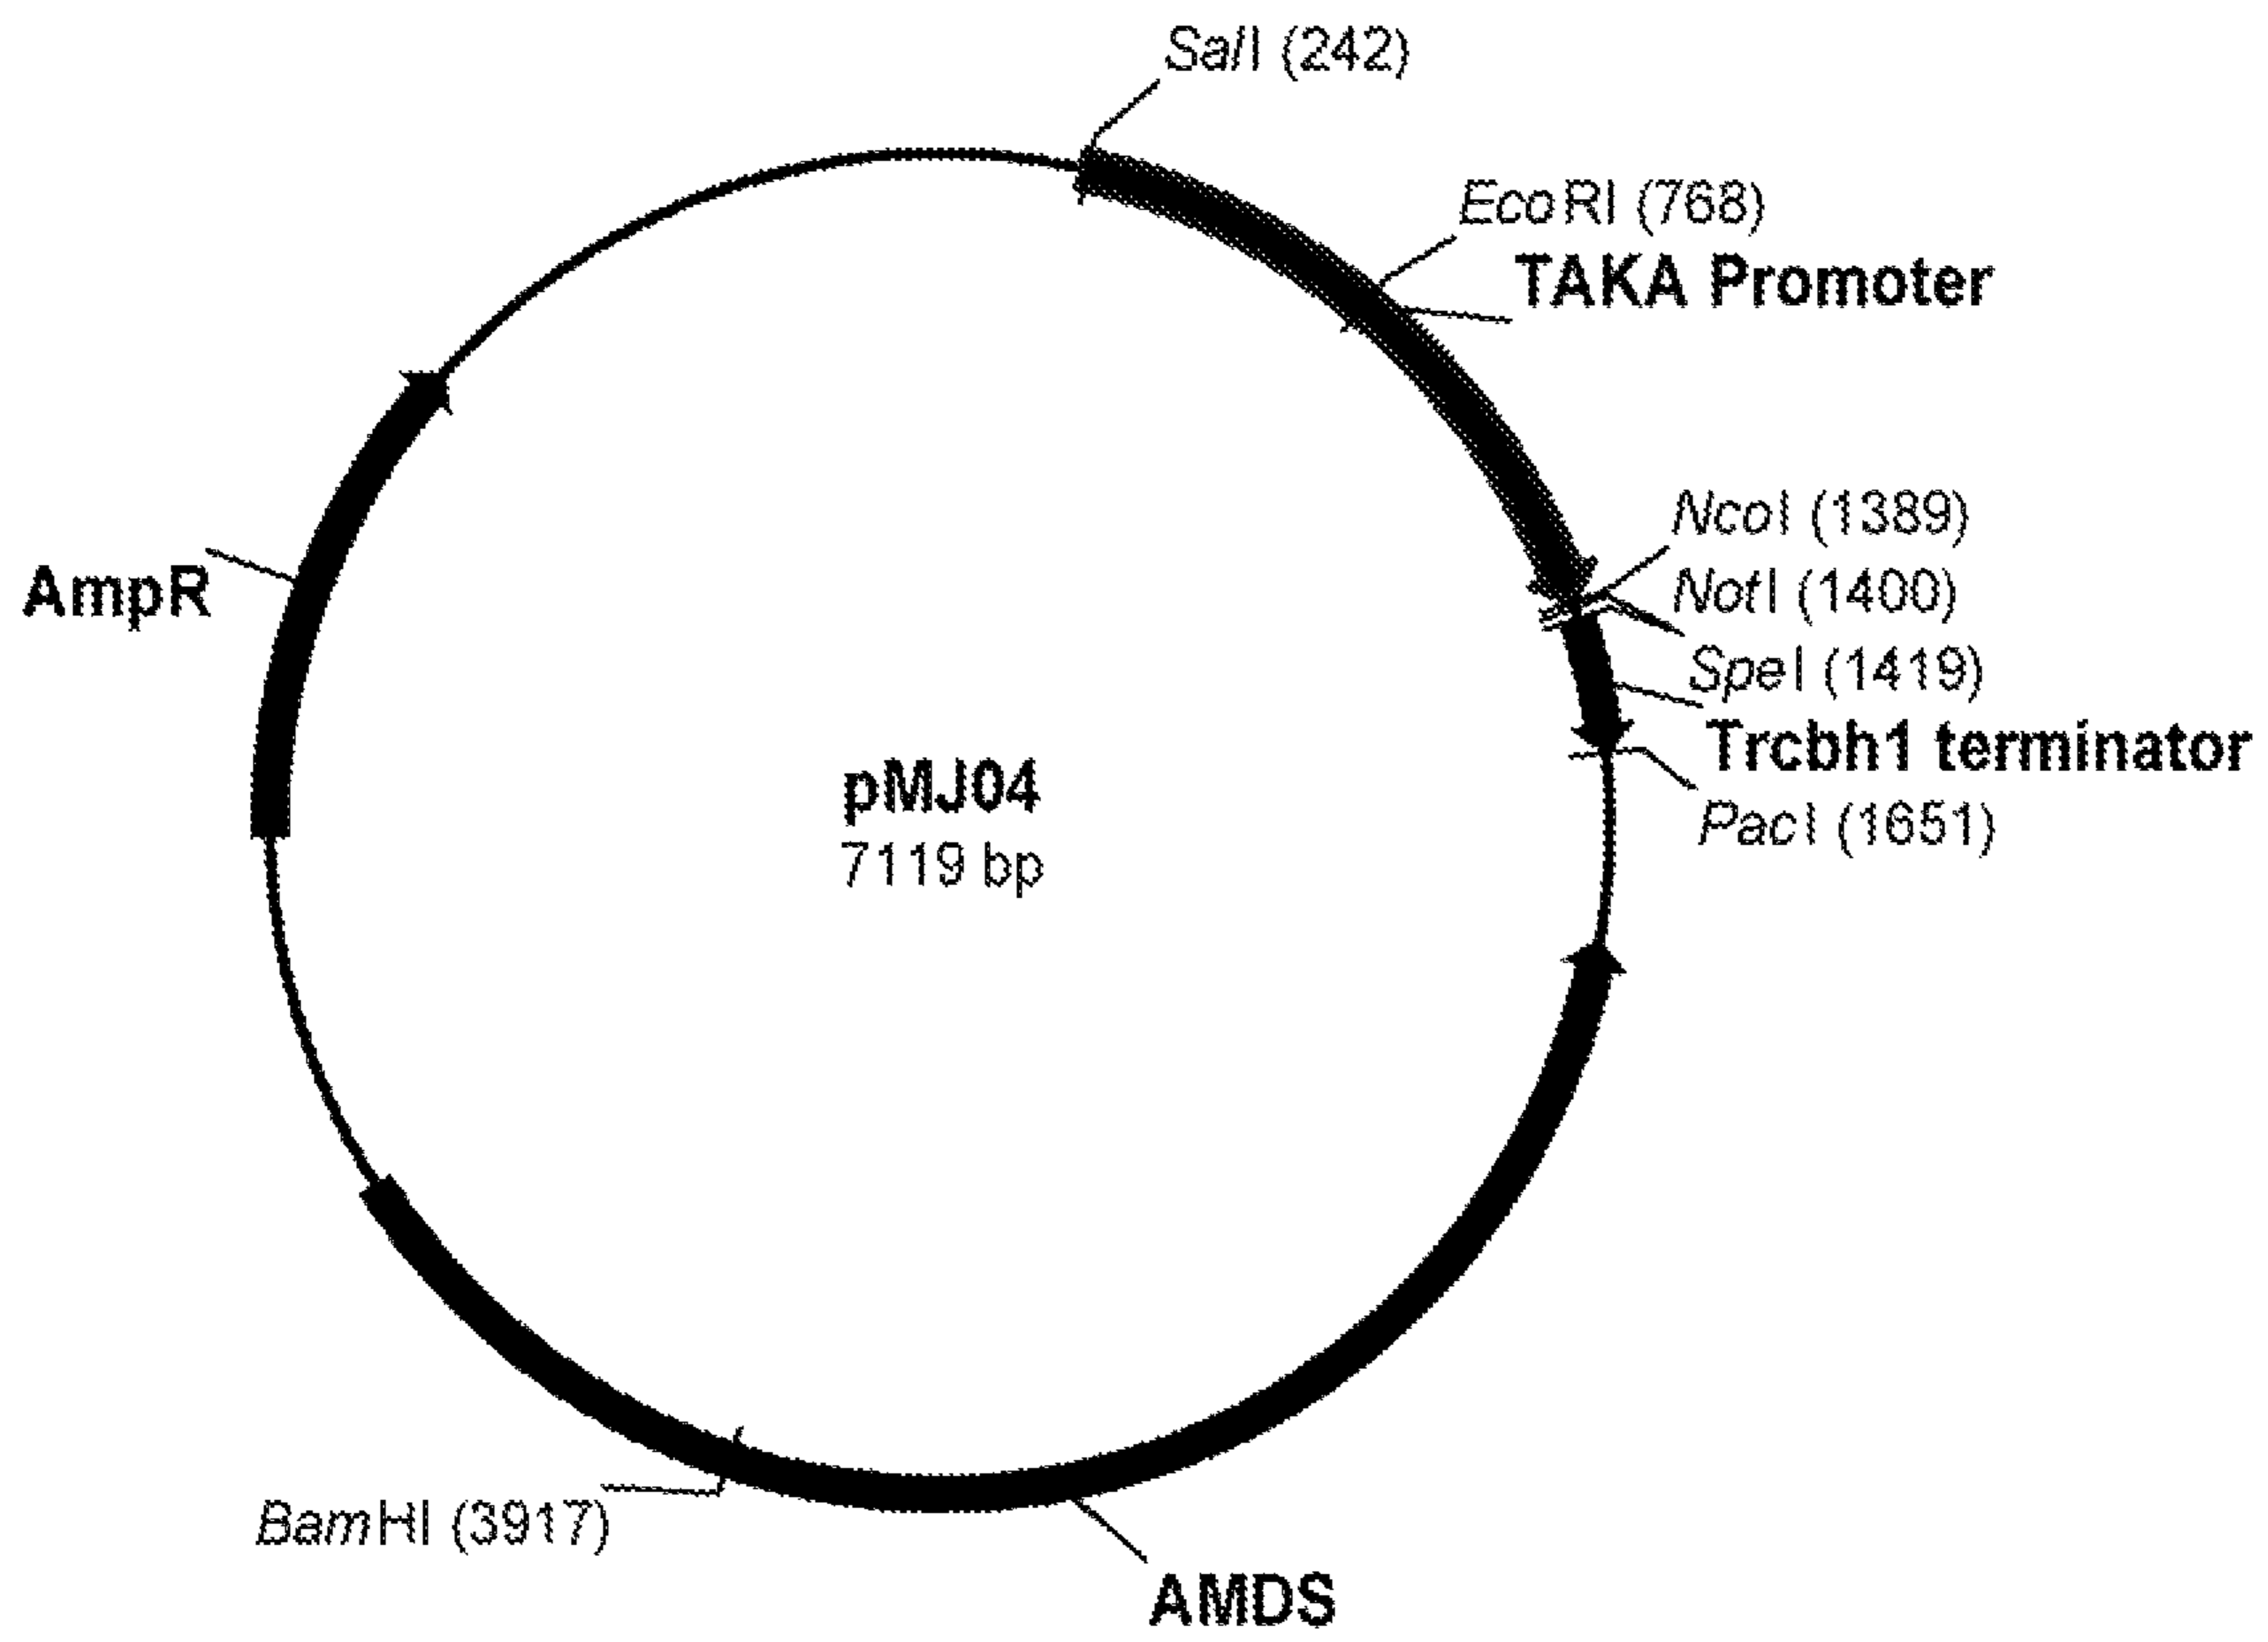 SalI (242)
EcoRI (768)
TAKA Promoter
NcoI (1389)
NotI (1400)
SpeI (1419)
Trcbh1 terminator
PacI (1651)
AmpR
pMJ04
7119 bp
BamHI (3917)
AMDS